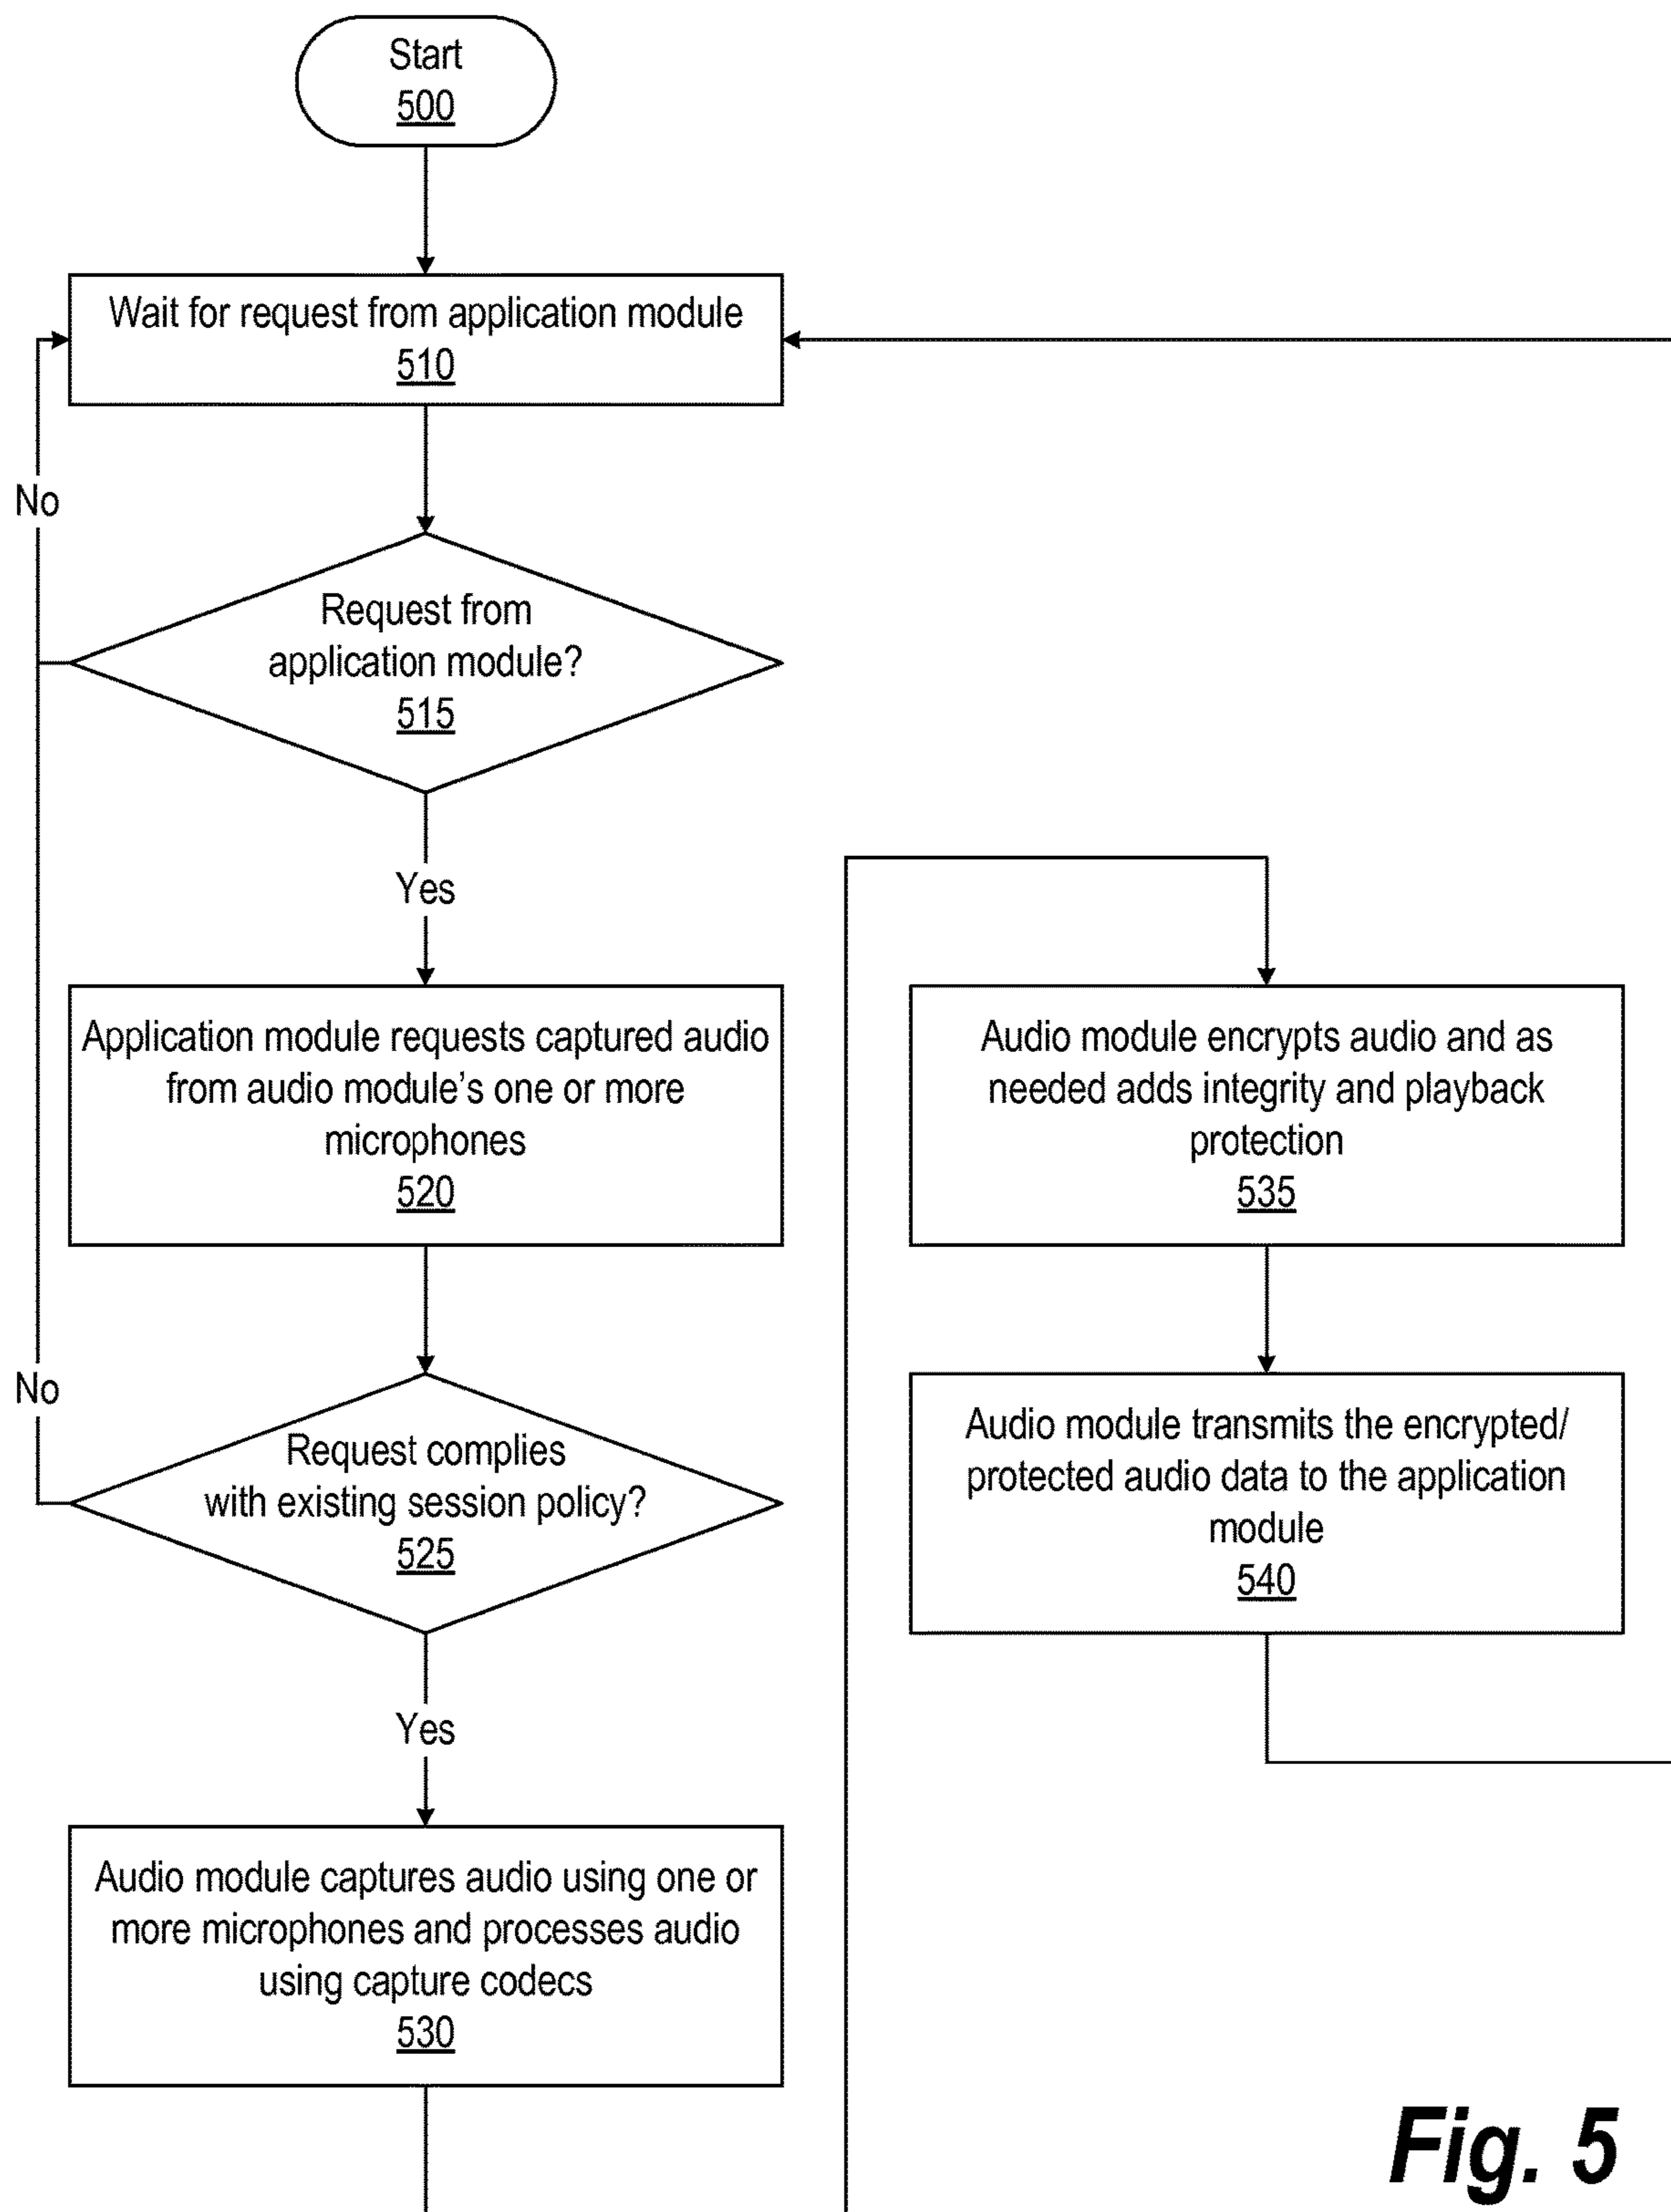 Start
500
Wait for request from application module
510
No
Request from
application module?
515
Yes
Application module requests captured audio
from audio module's one or more
microphones
520
No
Request complies
with existing session policy?
525
Yes
Audio module captures audio using one or
more microphones and processes audio
using capture codecs
530
Audio module encrypts audio and as
needed adds integrity and playback
protection
535
Audio module transmits the encrypted/
protected audio data to the application
module
540
Fig. 5